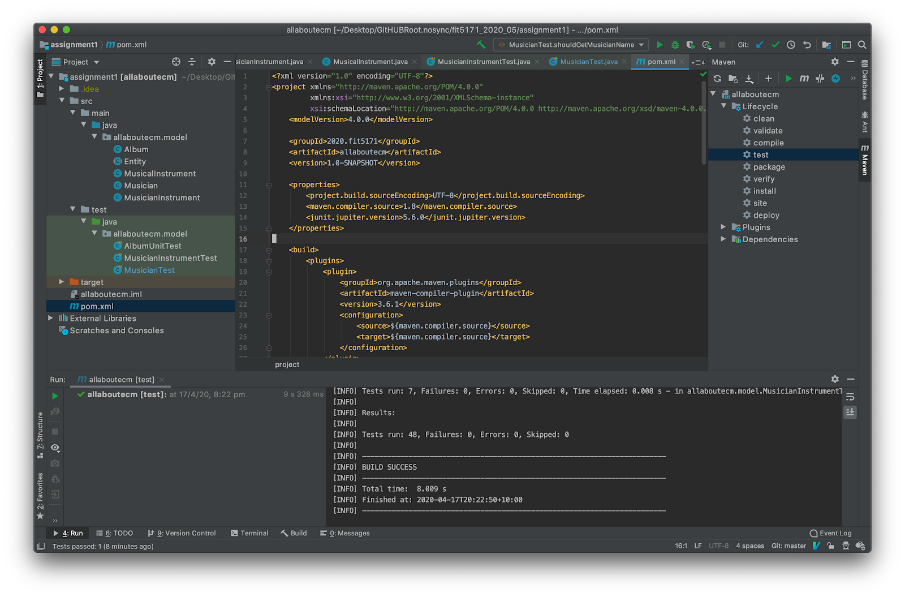 allaboutecm [~/Desktop/GitHUBRoot.nosync/fit5171_2020_05/assignment1] - .../pom.xml
assignment1 pom.xml
MusicianTest.shouldGetMusicianName
Git:
Project
sicianInstrument.java
MusicalInstrument.java
MusicianInstrumentTest.java
MusicianTest.java
pom.xml
Maven
1: Project
assignment1 [allaboutecm] ~/Desktop/Git
.idea
src
main
java
allaboutecm.model
Album
Entity
MusicalInstrument
Musician
MusicianInstrument
test
java
allaboutecm.model
AlbumUnitTest
MusicianInstrumentTest
MusicianTest
target
allaboutecm.iml
pom.xml
External Libraries
Scratches and Consoles
1 <?xml version="1.0" encoding="UTF-8"?>
2 <project xmlns="http://maven.apache.org/POM/4.0.0"
3 xmlns:xsi="http://www.w3.org/2001/XMLSchema-instance"
4 xsi:schemaLocation="http://maven.apache.org/POM/4.0.0 http://maven.apache.org/xsd/maven-4.0.0.
5 <modelVersion>4.0.0</modelVersion>
6
7 <groupId>2020.fit5171</groupId>
8 <artifactId>allaboutecm</artifactId>
9 <version>1.0-SNAPSHOT</version>
10
11 <properties>
12 <project.build.sourceEncoding>UTF-8</project.build.sourceEncoding>
13 <maven.compiler.source>1.8</maven.compiler.source>
14 <junit.jupiter.version>5.6.0</junit.jupiter.version>
15 </properties>
16
17 <build>
18 <plugins>
19 <plugin>
20 <groupId>org.apache.maven.plugins</groupId>
21 <artifactId>maven-compiler-plugin</artifactId>
22 <version>3.6.1</version>
23 <configuration>
24 <source>${maven.compiler.source}</source>
25 <target>${maven.compiler.source}</target>
26 </configuration>
project
allaboutecm
Lifecycle
clean
validate
compile
test
package
verify
install
site
deploy
Plugins
Dependencies
Database
Ant
Maven
Run: allaboutecm [test]
allaboutecm [test]: at 17/4/20, 8:22 pm 9 s 328 ms
[INFO] Tests run: 7, Failures: 0, Errors: 0, Skipped: 0, Time elapsed: 0.008 s - in allaboutecm.model.MusicianInstrument
[INFO]
[INFO] Results:
[INFO]
[INFO] Tests run: 48, Failures: 0, Errors: 0, Skipped: 0
[INFO]
[INFO] ------------------------------------------------------------------------
[INFO] BUILD SUCCESS
[INFO] ------------------------------------------------------------------------
[INFO] Total time: 8.009 s
[INFO] Finished at: 2020-04-17T20:22:50+10:00
[INFO] ------------------------------------------------------------------------
7: Structure
2: Favorites
4: Run 6: TODO 9: Version Control Terminal Build 0: Messages Event Log
Tests passed: 1 (8 minutes ago) 16:1 LF UTF-8 4 spaces Git: master